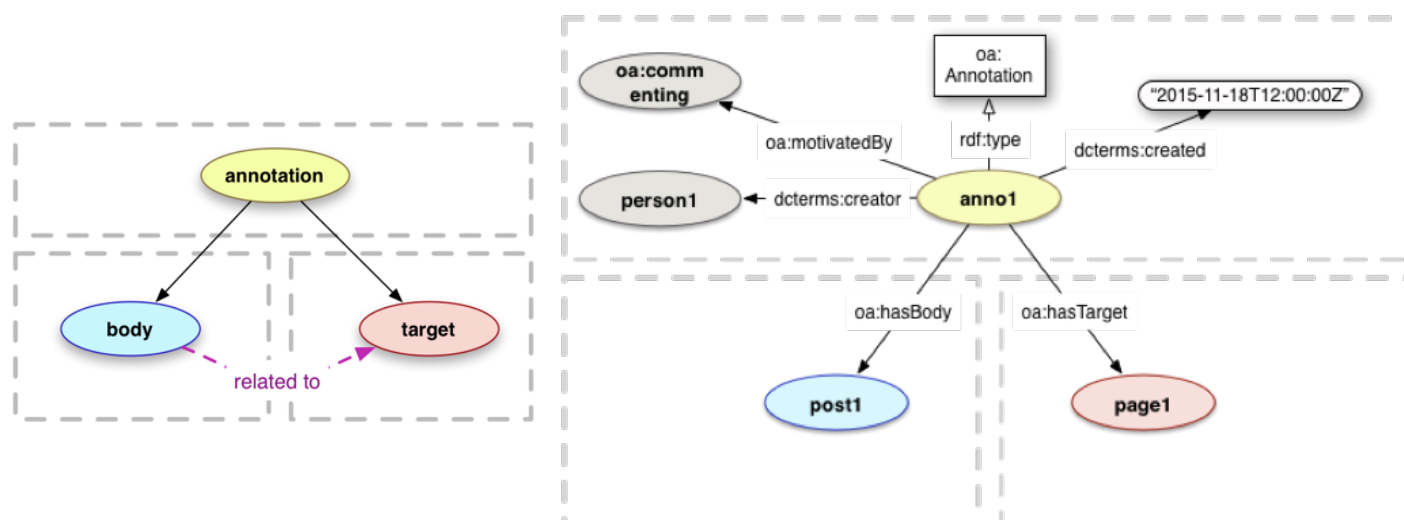 annotation
body
target
related to
oa:comm
enting
oa:
Annotation
“2015-11-18T12:00:00Z”
oa:motivatedBy
rdf:type
dcterms:created
person1
dcterms:creator
anno1
oa:hasBody
oa:hasTarget
post1
page1